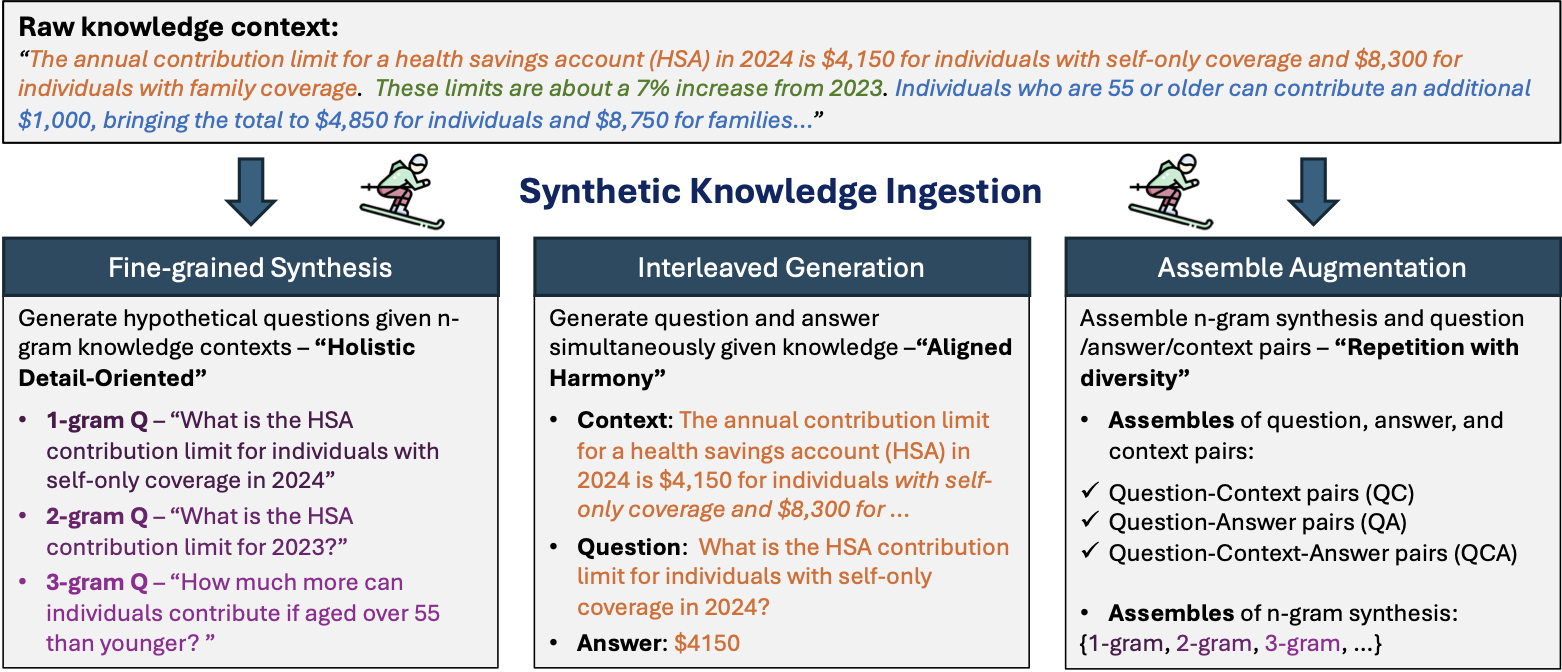 Raw knowledge context:
“The annual contribution limit for a health savings account (HSA) in 2024 is $4,150 for individuals with self-only coverage and $8,300 for
individuals with family coverage.  These limits are about a 7% increase from 2023. Individuals who are 55 or older can contribute an additional
$1,000, bringing the total to $4,850 for individuals and $8,750 for families…”
Synthetic Knowledge Ingestion
Fine-grained Synthesis
Generate hypothetical questions given n-
gram knowledge contexts – “Holistic
Detail-Oriented”
• 1-gram Q – “What is the HSA
contribution limit for individuals with
self-only coverage in 2024”
• 2-gram Q – “What is the HSA
contribution limit for 2023?”
• 3-gram Q – “How much more can
individuals contribute if aged over 55
than younger? ”
Interleaved Generation
Generate question and answer
simultaneously given knowledge –“Aligned
Harmony”
• Context: The annual contribution limit
for a health savings account (HSA) in
2024 is $4,150 for individuals with self-
only coverage and $8,300 for …
• Question:  What is the HSA contribution
limit for individuals with self-only
coverage in 2024?
• Answer: $4150
Assemble Augmentation
Assemble n-gram synthesis and question
/answer/context pairs – “Repetition with
diversity”
• Assembles of question, answer, and
context pairs:
✓ Question-Context pairs (QC)
✓ Question-Answer pairs (QA)
✓ Question-Context-Answer pairs (QCA)
• Assembles of n-gram synthesis:
{1-gram, 2-gram, 3-gram, …}